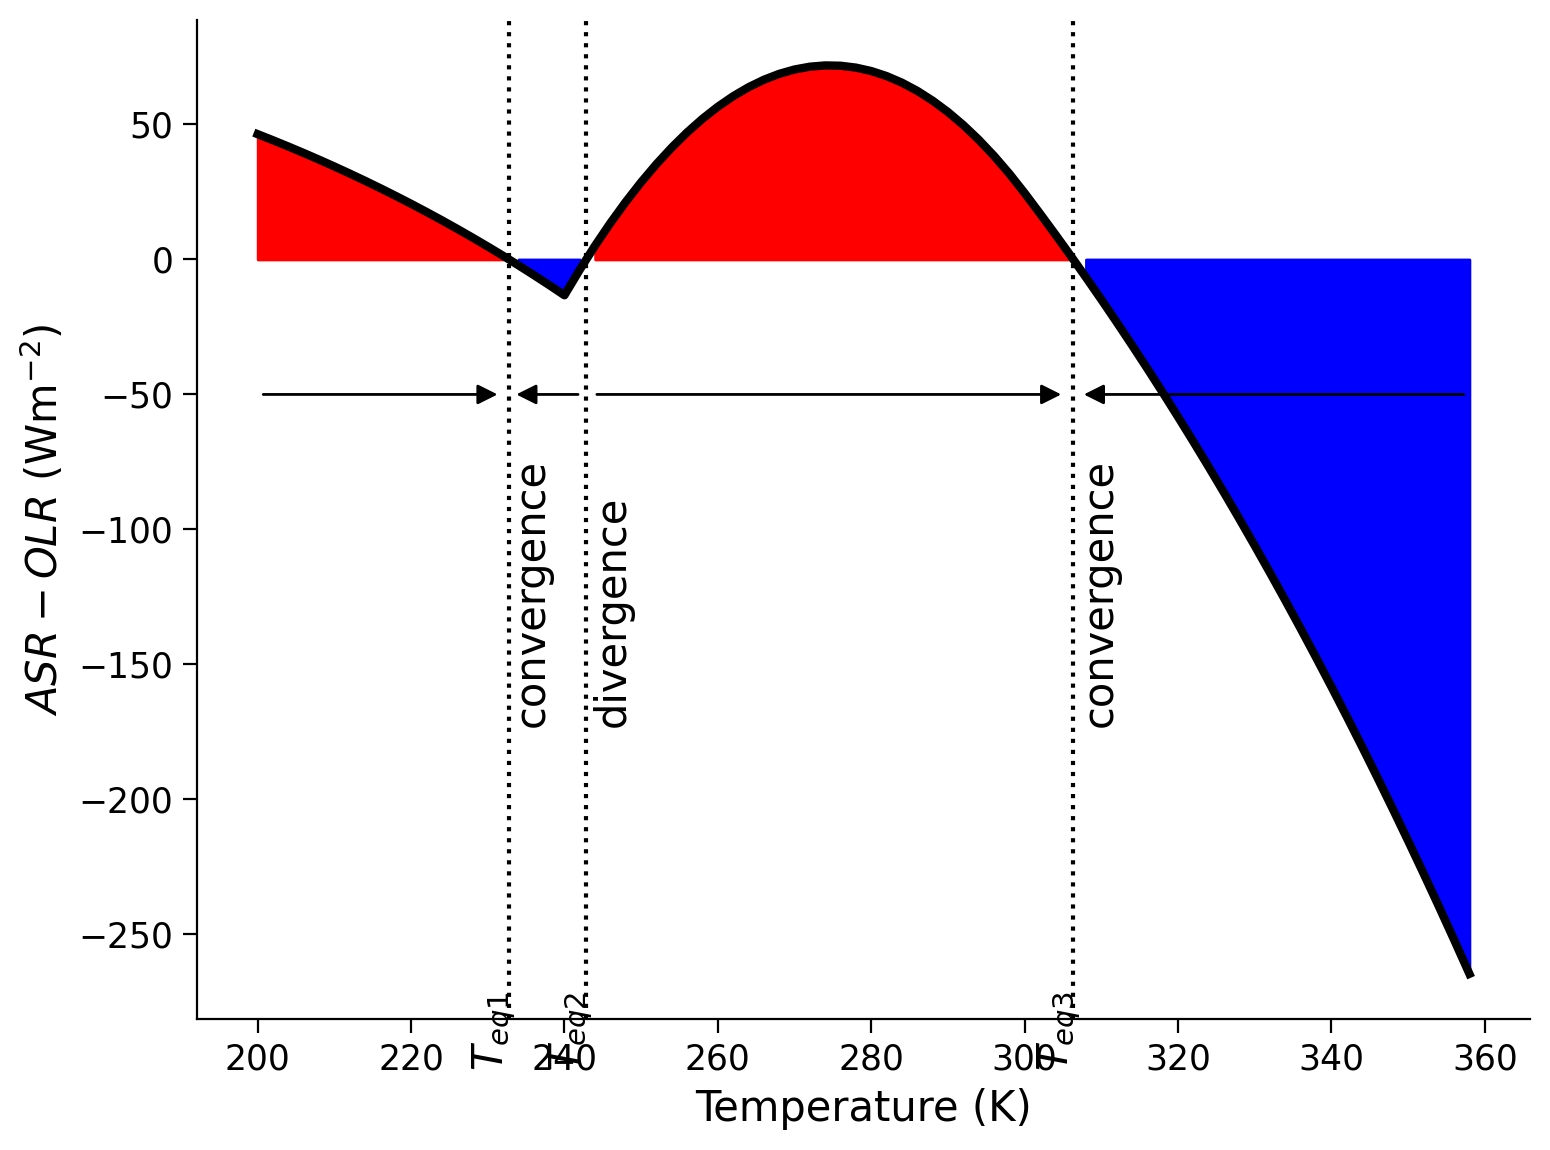 50
0
−50
−100
−150
−200
−250
ASR − OLR (Wm⁻²)
convergence
divergence
convergence
T_eq1
T_eq2
T_eq3
200
220
240
260
280
300
320
340
360
Temperature (K)